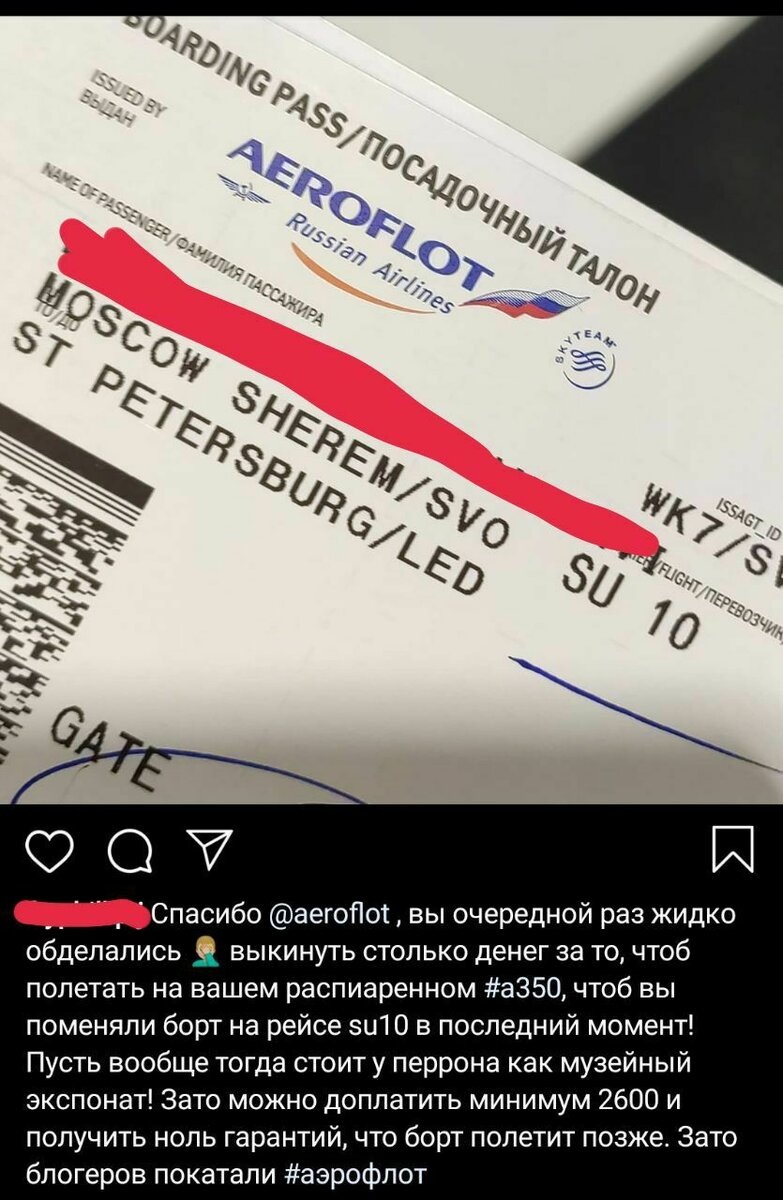 BOARDING PASS/ПОСАДОЧНЫЙ ТАЛОН
ISSUED BY
ВЫДАН
AEROFLOT
Russian Airlines
SKYTEAM
NAME OF PASSENGER/ФАМИЛИЯ ПАССАЖИРА
ISSAGT_ID
WK7/SV
MOSCOW SHEREM/SVO
TO/ДО
/FLIGHT/ПЕРЕВОЗЧИК
ST PETERSBURG/LED SU 10
GATE
Спасибо @aeroflot , вы очередной раз жидко
обделались 🤦🏼‍♂️ выкинуть столько денег за то, чтоб
полетать на вашем распиаренном #a350, чтоб вы
поменяли борт на рейсе su10 в последний момент!
Пусть вообще тогда стоит у перрона как музейный
экспонат! Зато можно доплатить минимум 2600 и
получить ноль гарантий, что борт полетит позже. Зато
блогеров покатали #аэрофлот